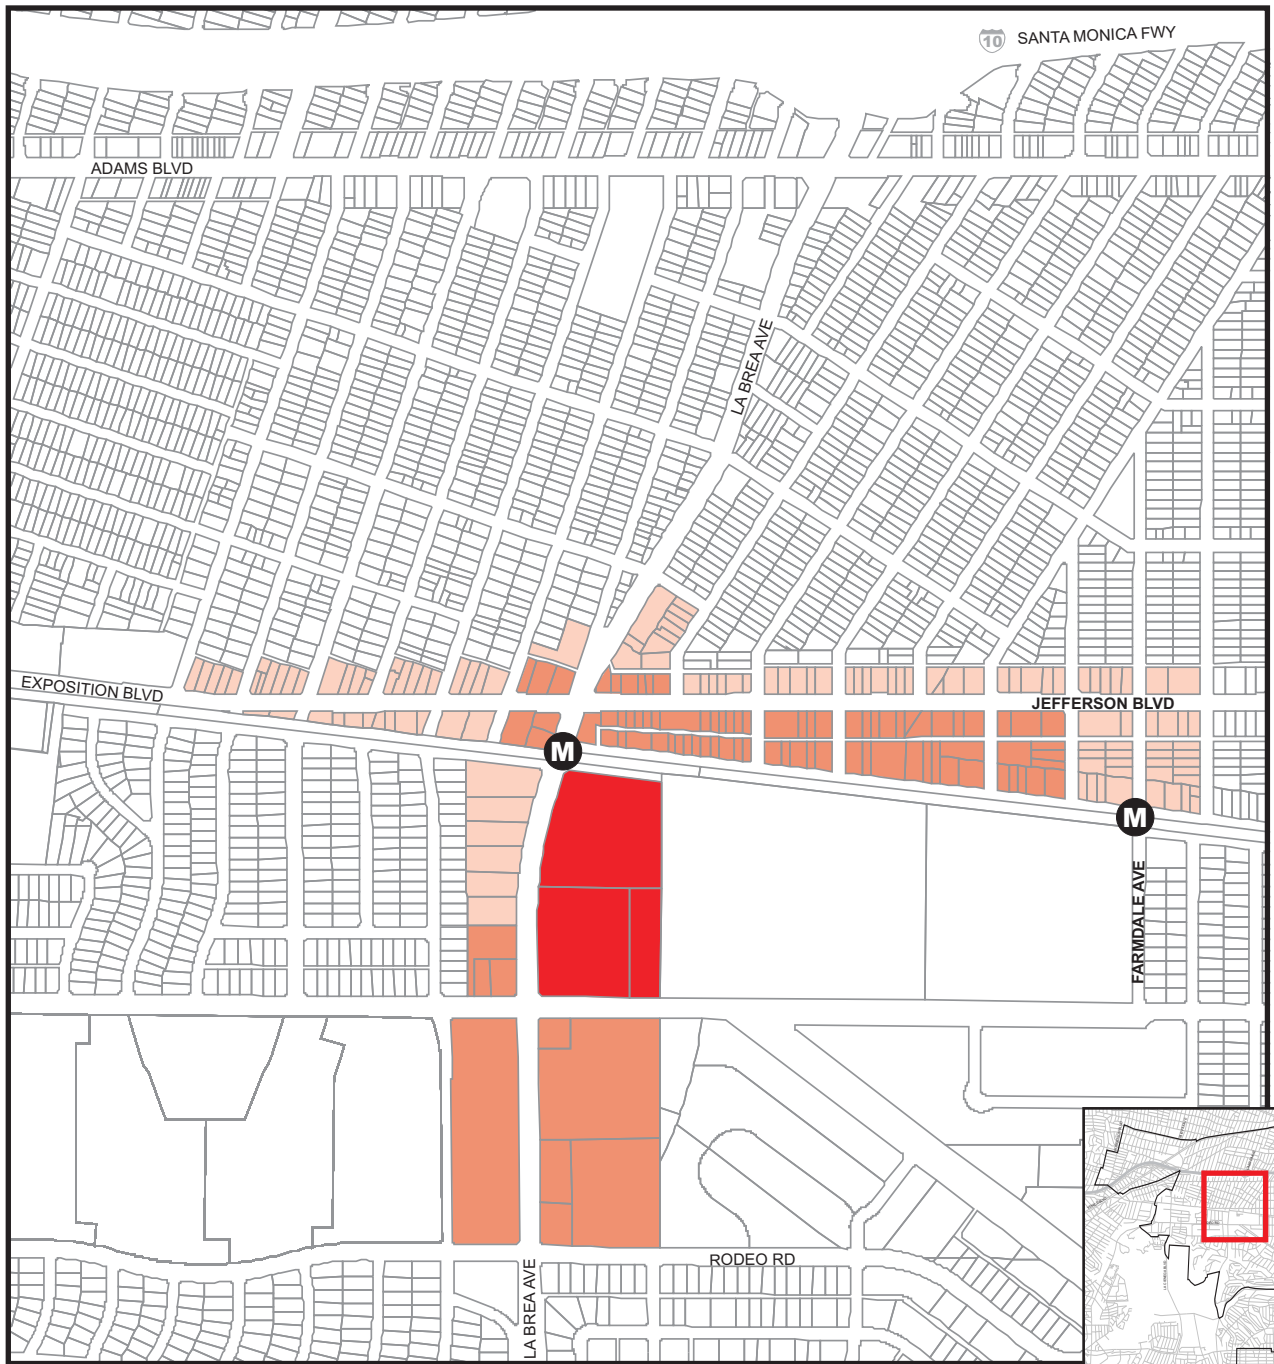 10 SANTA MONICA FWY
ADAMS BLVD
LA BREA AVE
EXPOSITION BLVD
JEFFERSON BLVD
M
M
FARMDALE AVE
RODEO RD
LA BREA AVE